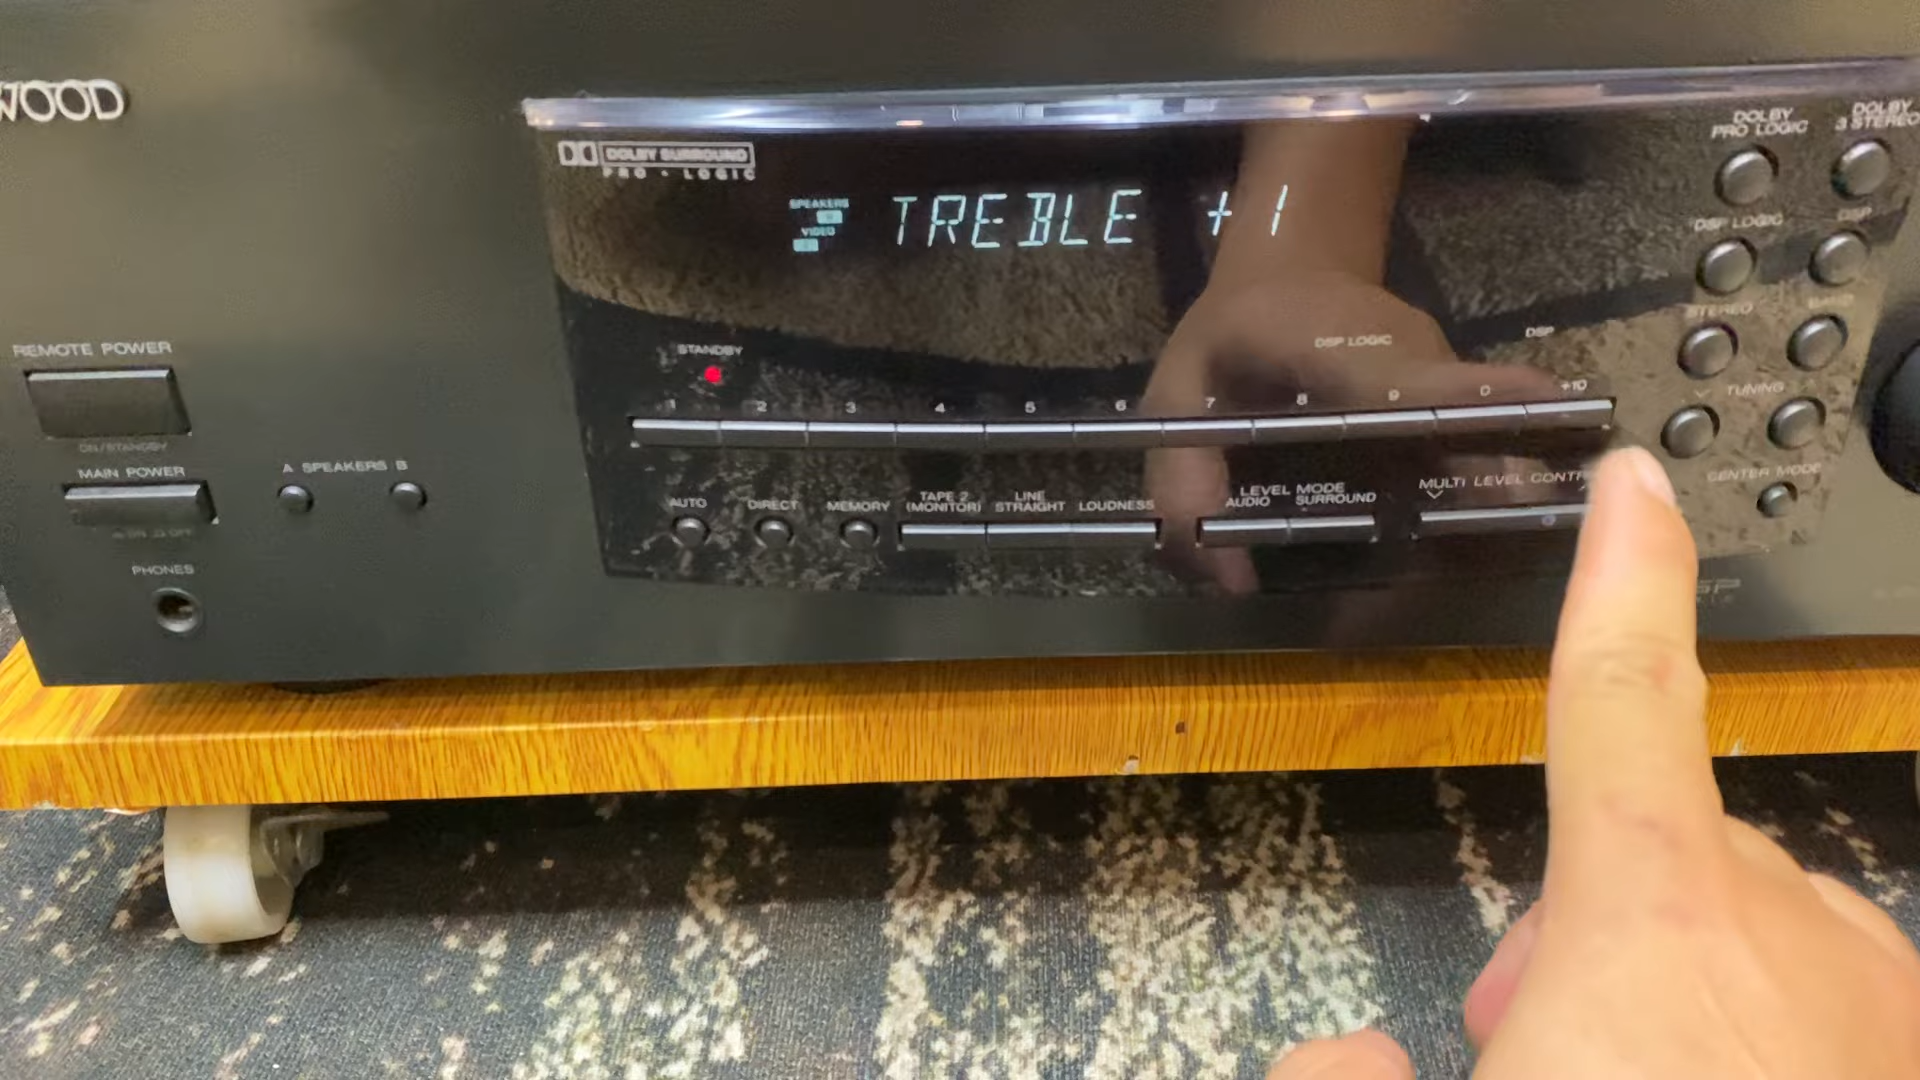 WOOD
DOLBY SURROUND
PRO • LOGIC
SPEAKERS
VIDEO
TREBLE +1
DOLBY
PRO LOGIC
DOLBY
3 STEREO
DSP LOGIC
DSP
STEREO
TUNING
CENTER MODE
REMOTE POWER
ON/STANDBY
MAIN POWER
A SPEAKERS B
PHONES
STANDBY
DSP LOGIC
DSP
1 2 3 4 5 6 7 8 9 0 +10
AUTO
DIRECT
MEMORY
TAPE 2
(MONITOR)
LINE
STRAIGHT
LOUDNESS
LEVEL MODE
AUDIO
SURROUND
MULTI LEVEL CONTR